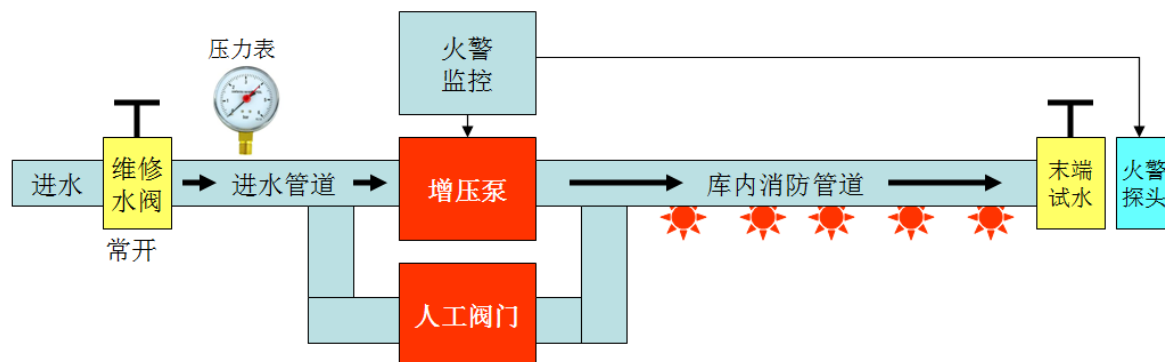 压力表
火警
监控
进水
维修
水阀
进水管道
增压泵
库内消防管道
末端
试水
火警
探头
常开
人工阀门